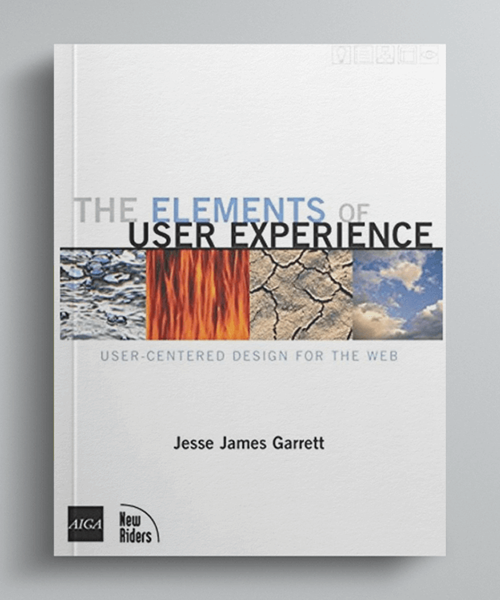 THE ELEMENTS OF
USER EXPERIENCE
USER-CENTERED DESIGN FOR THE WEB
Jesse James Garrett
AIGA
New
Riders